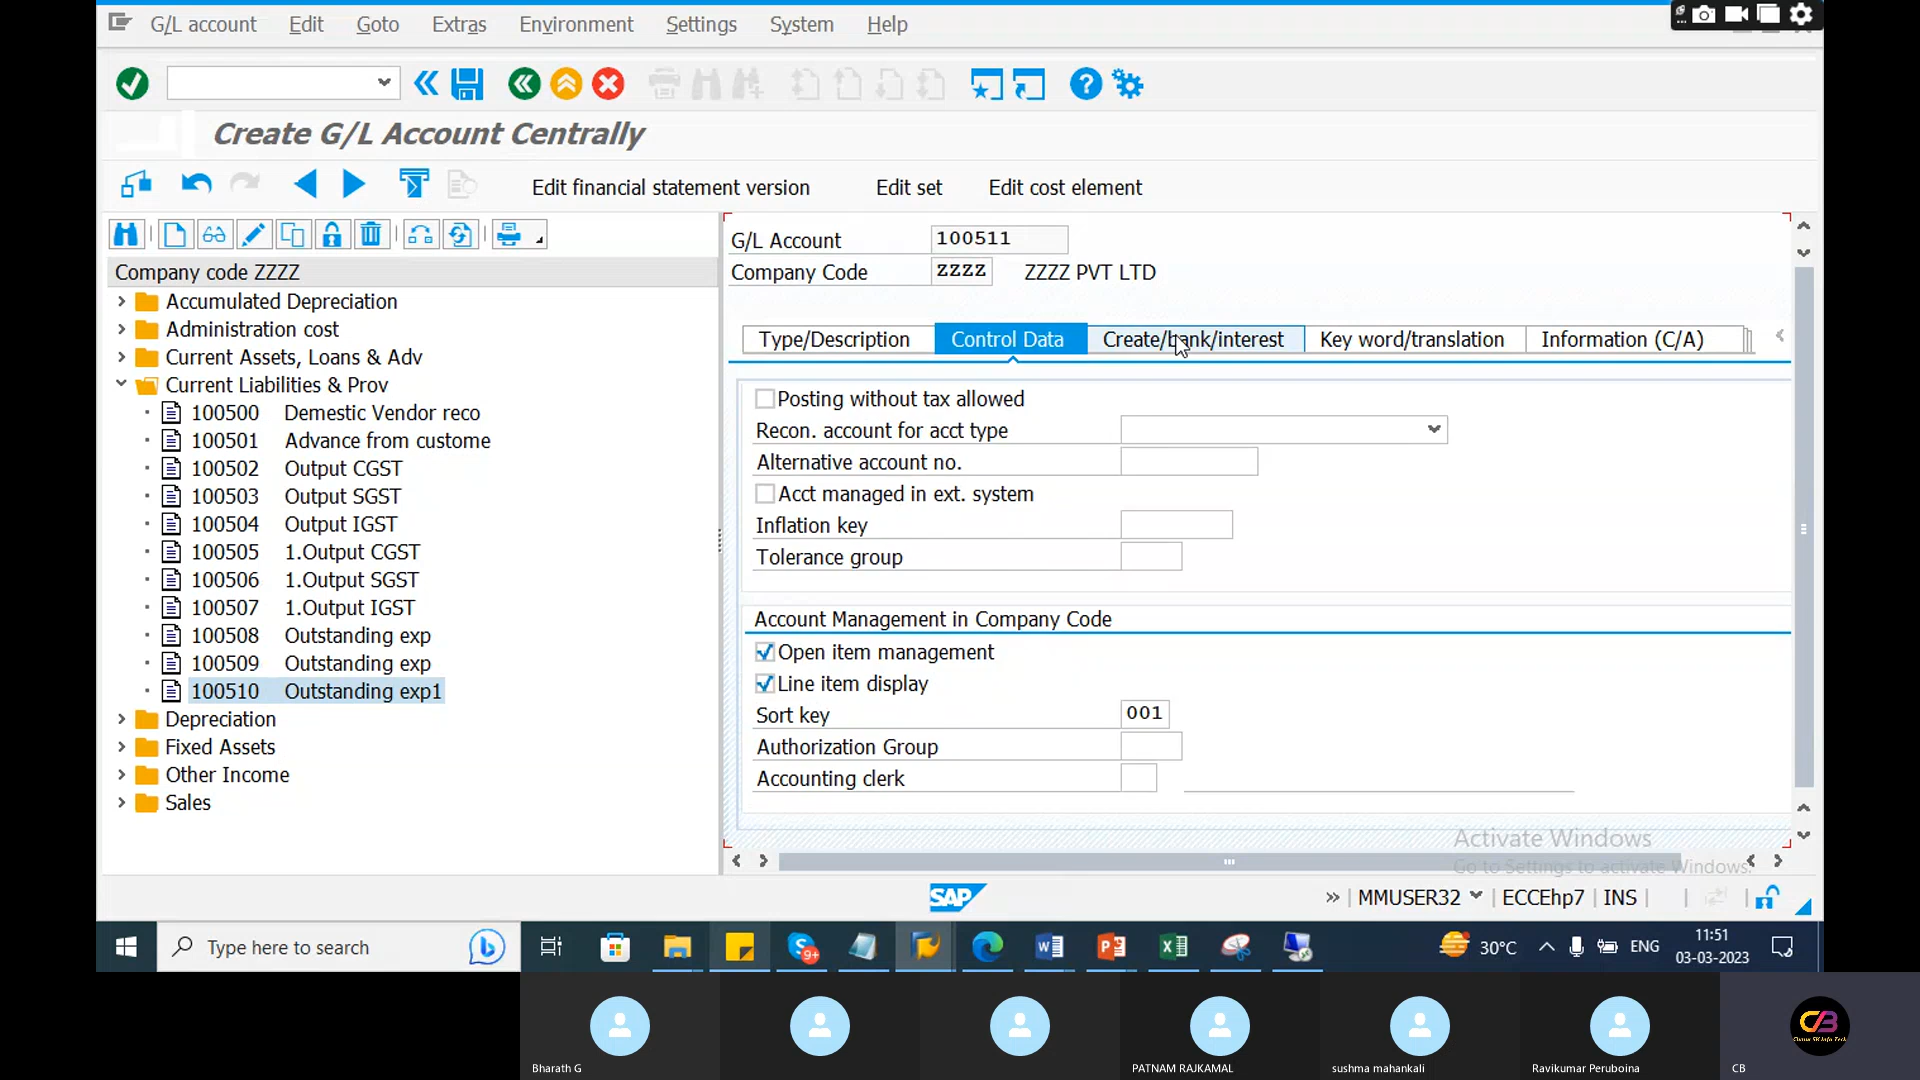 G/L account Edit Goto Extras Environment Settings System Help
Create G/L Account Centrally
Edit financial statement version Edit set Edit cost element
Company code ZZZZ
Accumulated Depreciation
Administration cost
Current Assets, Loans & Adv
Current Liabilities & Prov
100500 Demestic Vendor reco
100501 Advance from custome
100502 Output CGST
100503 Output SGST
100504 Output IGST
100505 1.Output CGST
100506 1.Output SGST
100507 1.Output IGST
100508 Outstanding exp
100509 Outstanding exp
100510 Outstanding exp1
Depreciation
Fixed Assets
Other Income
Sales
G/L Account 100511
Company Code ZZZZ ZZZZ PVT LTD
Type/Description Control Data Create/bank/interest Key word/translation Information (C/A)
Posting without tax allowed
Recon. account for acct type
Alternative account no.
Acct managed in ext. system
Inflation key
Tolerance group
Account Management in Company Code
Open item management
Line item display
Sort key 001
Authorization Group
Accounting clerk
Activate Windows
Go to Settings to activate Windows.
SAP
MMUSER32 ECCEhp7 INS
Type here to search
9+
30°C ENG 11:51
03-03-2023
Bharath G PATNAM RAJKAMAL sushma mahankali Ravikumar Peruboina CB